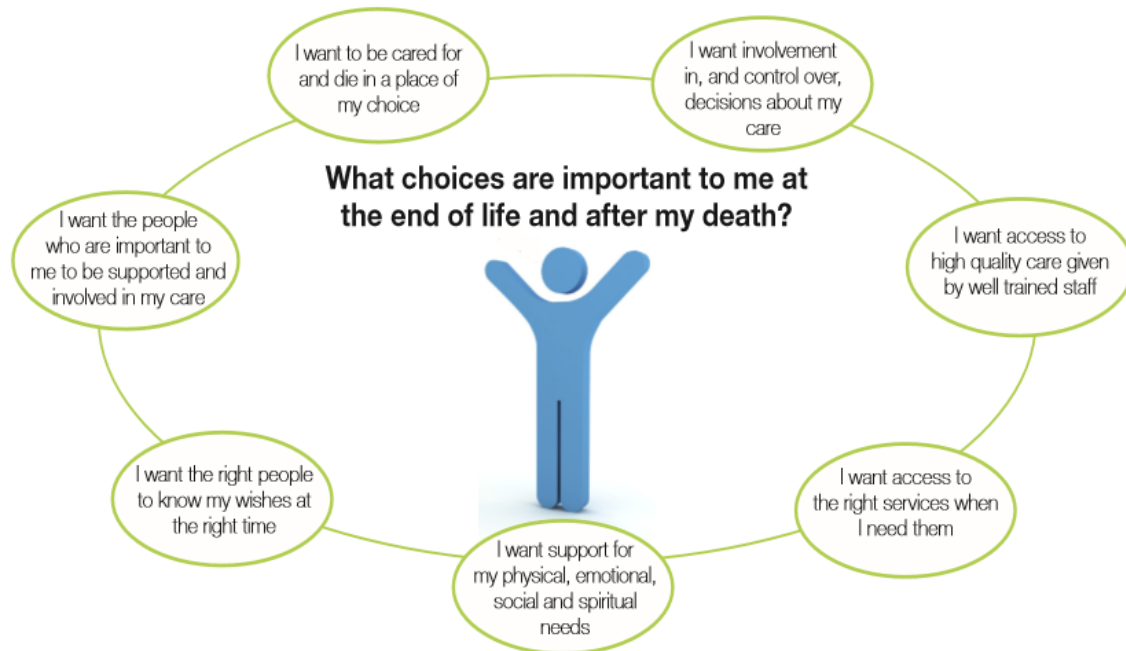 What choices are important to me at
the end of life and after my death?
I want involvement
in, and control over,
decisions about my
care
I want access to
high quality care given
by well trained staff
I want access to
the right services when
I need them
I want support for
my physical, emotional,
social and spiritual
needs
I want the right people
to know my wishes at
the right time
I want the people
who are important to
me to be supported and
involved in my care
I want to be cared for
and die in a place of
my choice